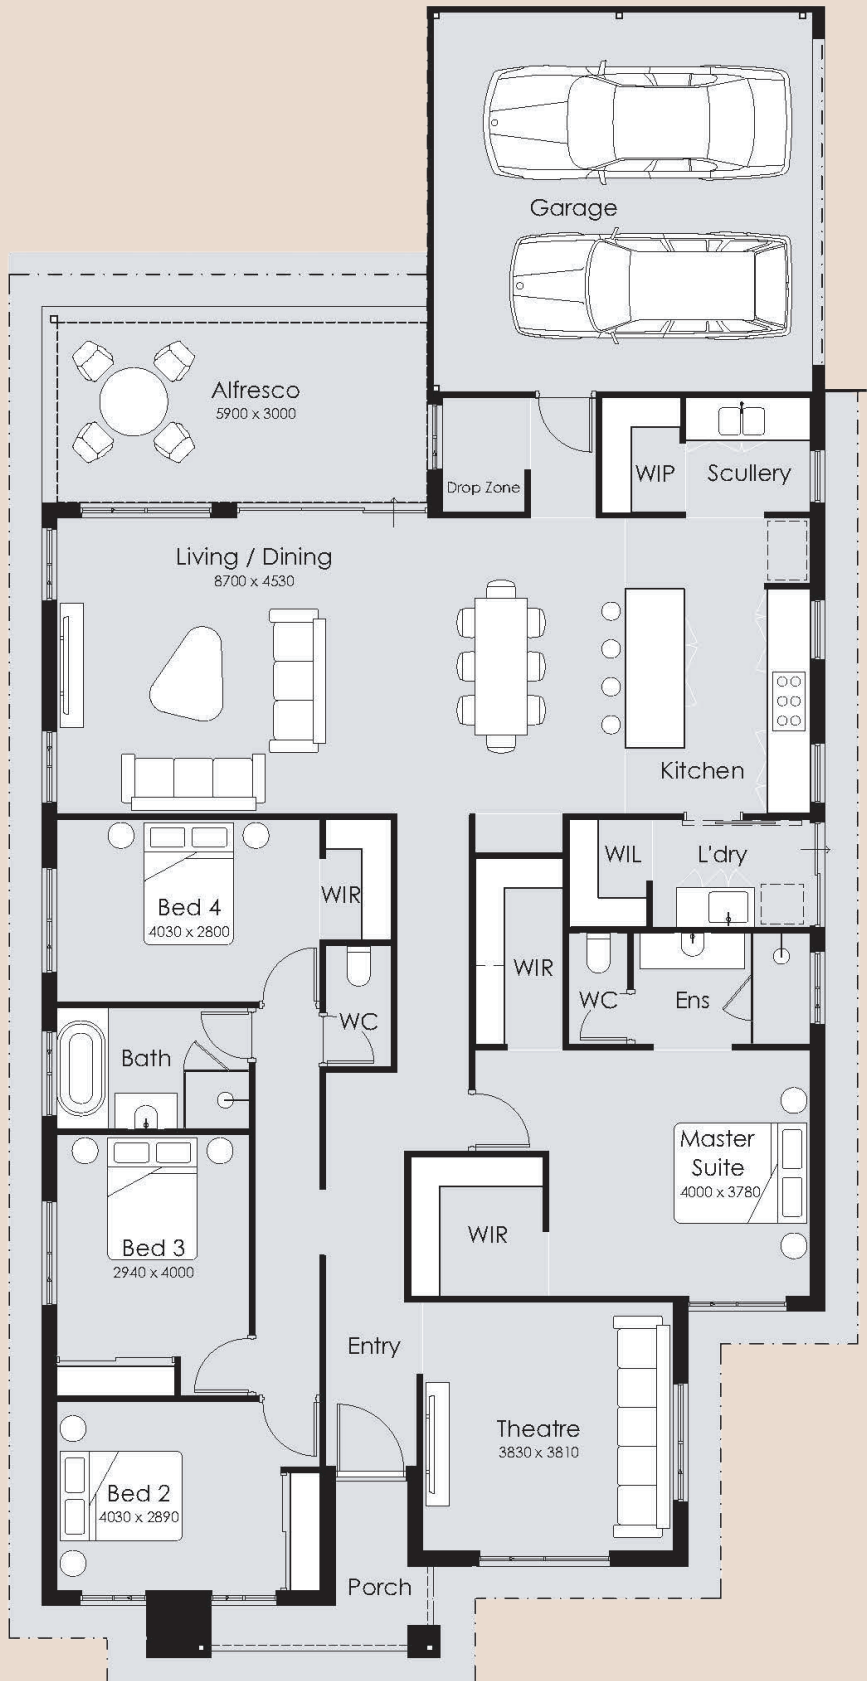 Garage
Alfresco
5900 x 3000
WIP
Scullery
Drop Zone
Living / Dining
8700 x 4530
Kitchen
WIL
L'dry
Bed 4
4030 x 2800
WIR
WIR
WC
Ens
WC
Bath
Master
Suite
4000 x 3780
WIR
Bed 3
2940 x 4000
Entry
Theatre
3830 x 3810
Bed 2
4030 x 2890
Porch